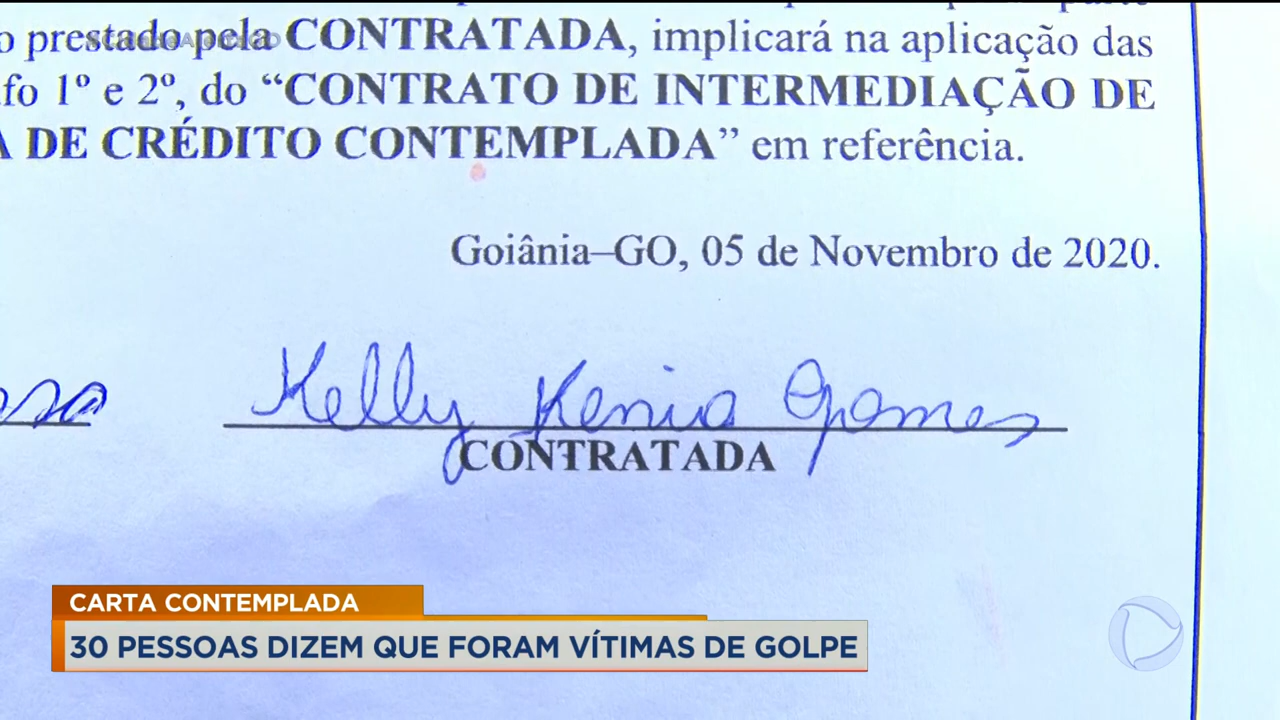 o prestado pela CONTRATADA, implicará na aplicação das
fo 1º e 2º, do “CONTRATO DE INTERMEDIAÇÃO DE
A DE CRÉDITO CONTEMPLADA” em referência.
Goiânia–GO, 05 de Novembro de 2020.
Kelly Kenia Gomes
CONTRATADA
CARTA CONTEMPLADA
30 PESSOAS DIZEM QUE FORAM VÍTIMAS DE GOLPE